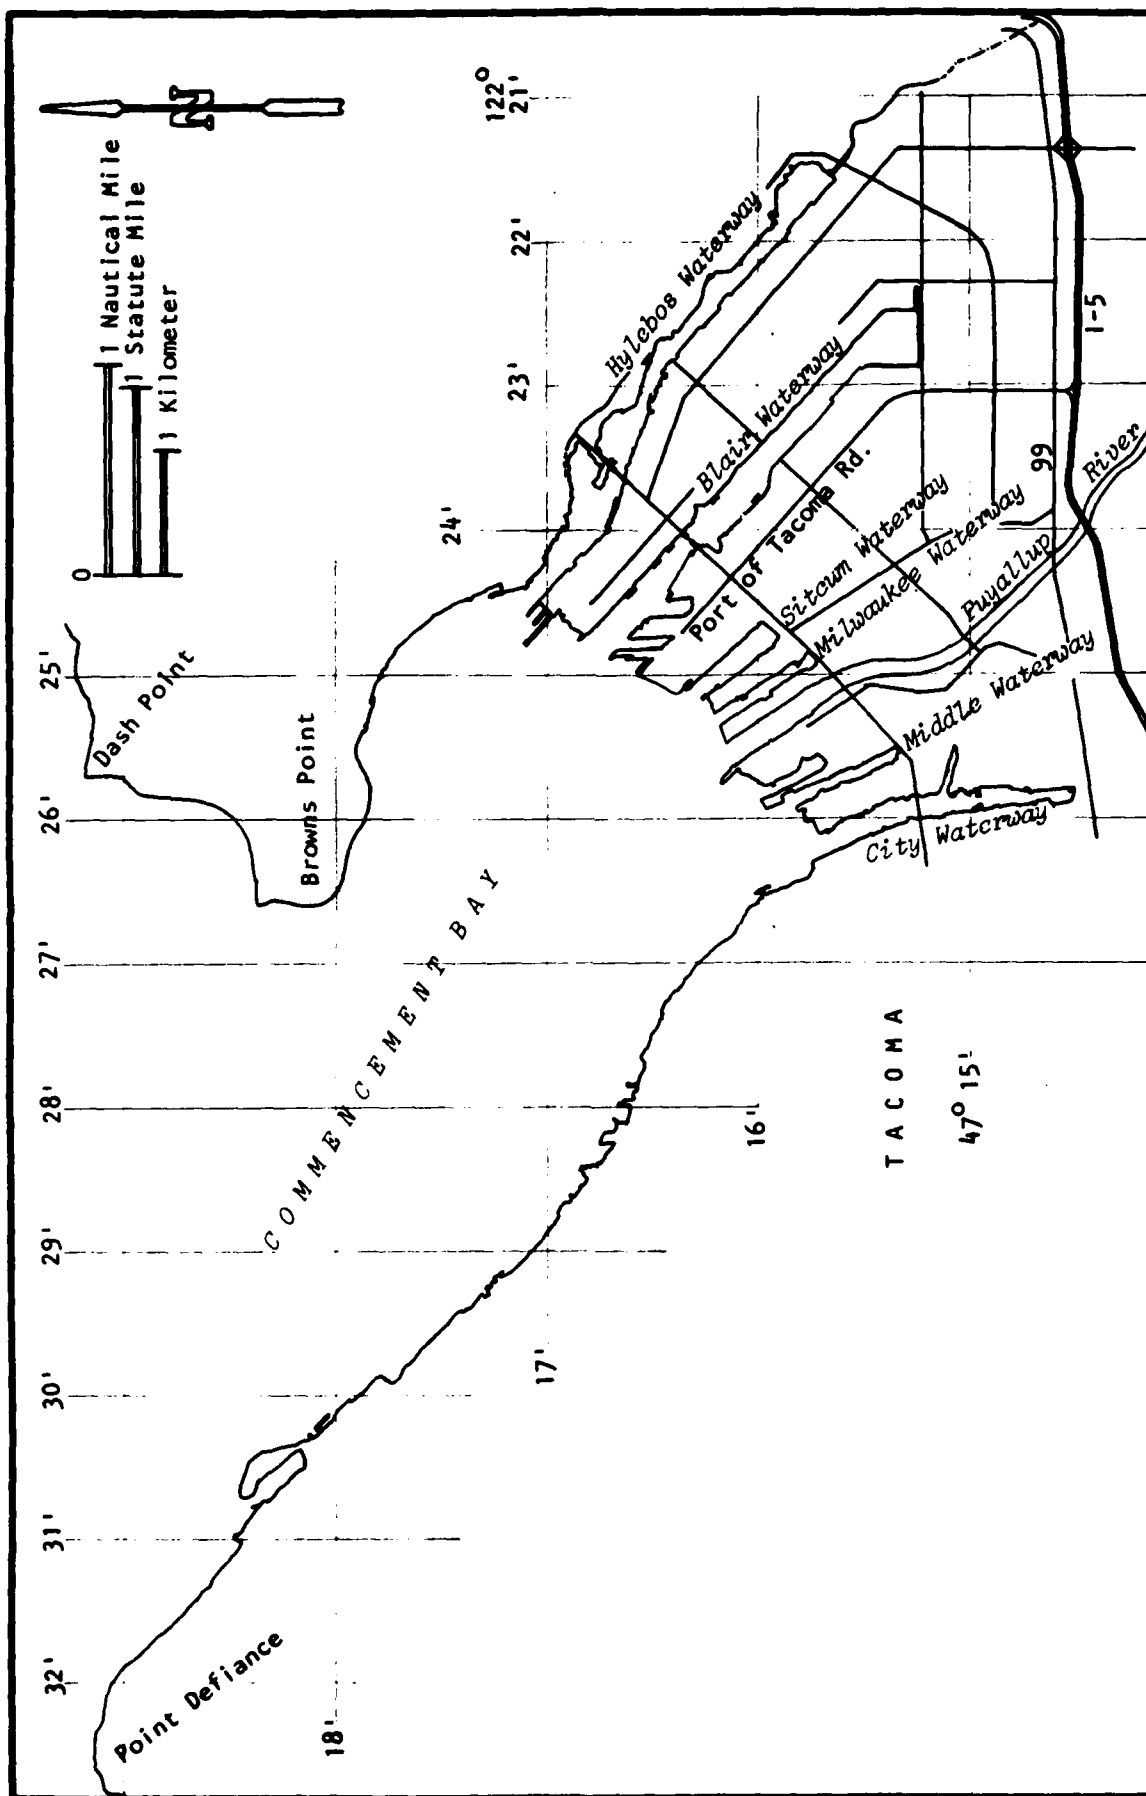 0
1 Nautical Mile
1 Statute Mile
1 Kilometer
N
32'
31'
30'
29'
28'
27'
26'
25'
24'
23'
22'
122°
21'
18'
17'
16'
47° 15'
Point Defiance
Dash Point
Browns Point
COMMENCEMENT BAY
TACOMA
Hylebos Waterway
Blair Waterway
Port of Tacoma Rd.
Sitcum Waterway
Milwaukee Waterway
Puyallup River
Middle Waterway
City Waterway
99
I-5